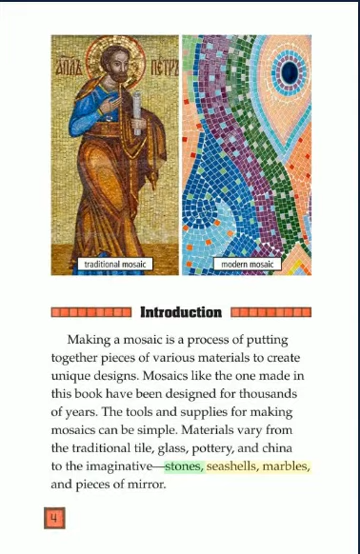 АПЛЪ ПЕТРЪ
traditional mosaic
modern mosaic
Introduction
Making a mosaic is a process of putting
together pieces of various materials to create
unique designs. Mosaics like the one made in
this book have been designed for thousands
of years. The tools and supplies for making
mosaics can be simple. Materials vary from
the traditional tile, glass, pottery, and china
to the imaginative—stones, seashells, marbles,
and pieces of mirror.
4